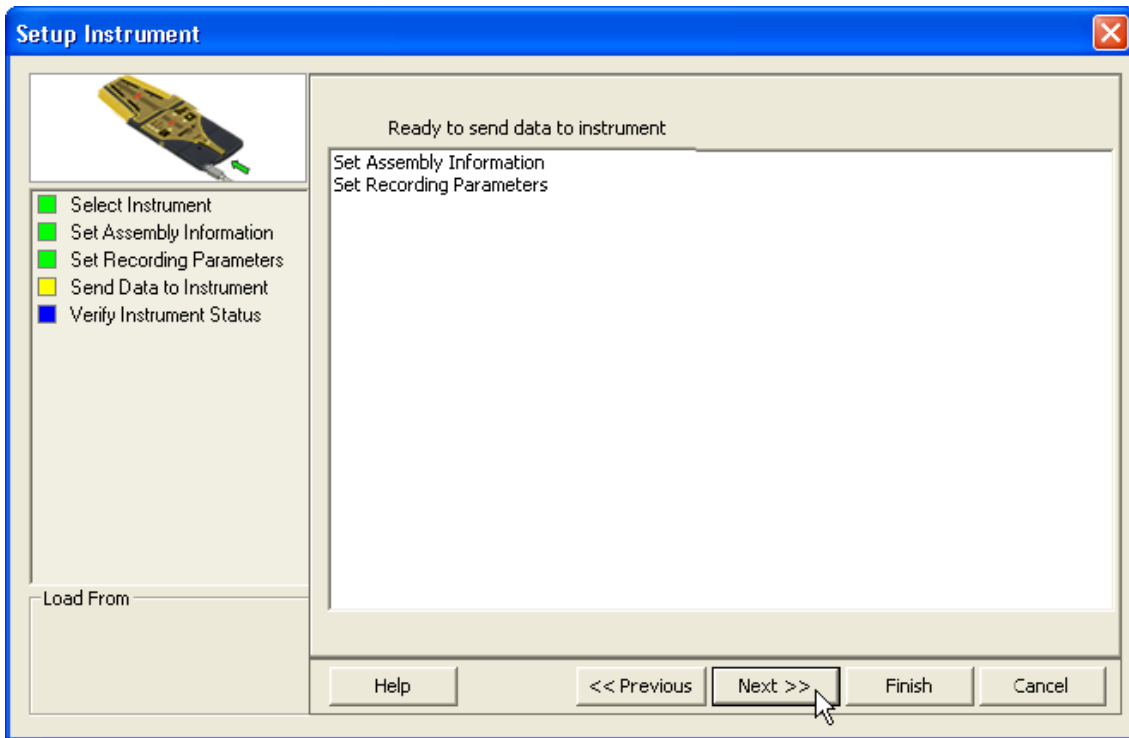 Setup Instrument
Select Instrument
Set Assembly Information
Set Recording Parameters
Send Data to Instrument
Verify Instrument Status
Load From
Ready to send data to instrument
Set Assembly Information
Set Recording Parameters
Help
<< Previous
Next >>
Finish
Cancel